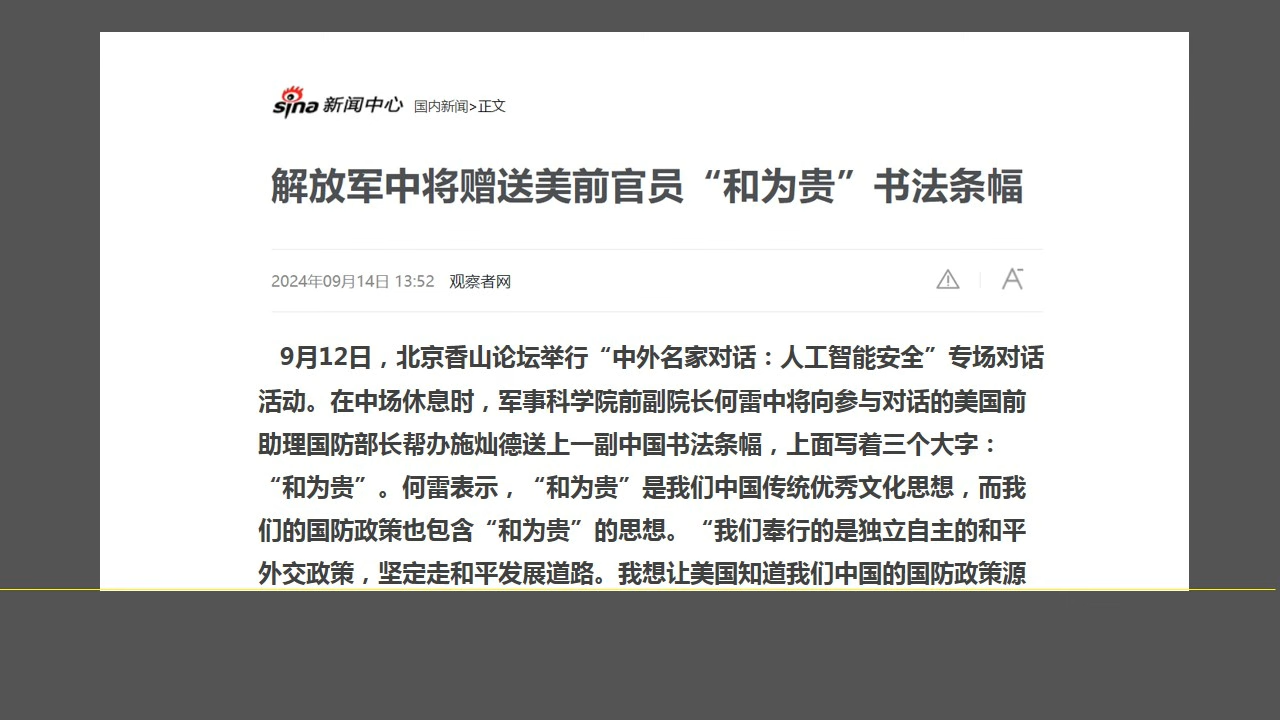 sina新闻中心 国内新闻>正文
解放军中将赠送美前官员“和为贵”书法条幅
2024年09月14日 13:52 观察者网
9月12日，北京香山论坛举行“中外名家对话：人工智能安全”专场对话
活动。在中场休息时，军事科学院前副院长何雷中将向参与对话的美国前
助理国防部长帮办施灿德送上一副中国书法条幅，上面写着三个大字：
“和为贵”。何雷表示，“和为贵”是我们中国传统优秀文化思想，而我
们的国防政策也包含“和为贵”的思想。“我们奉行的是独立自主的和平
外交政策，坚定走和平发展道路。我想让美国知道我们中国的国防政策源